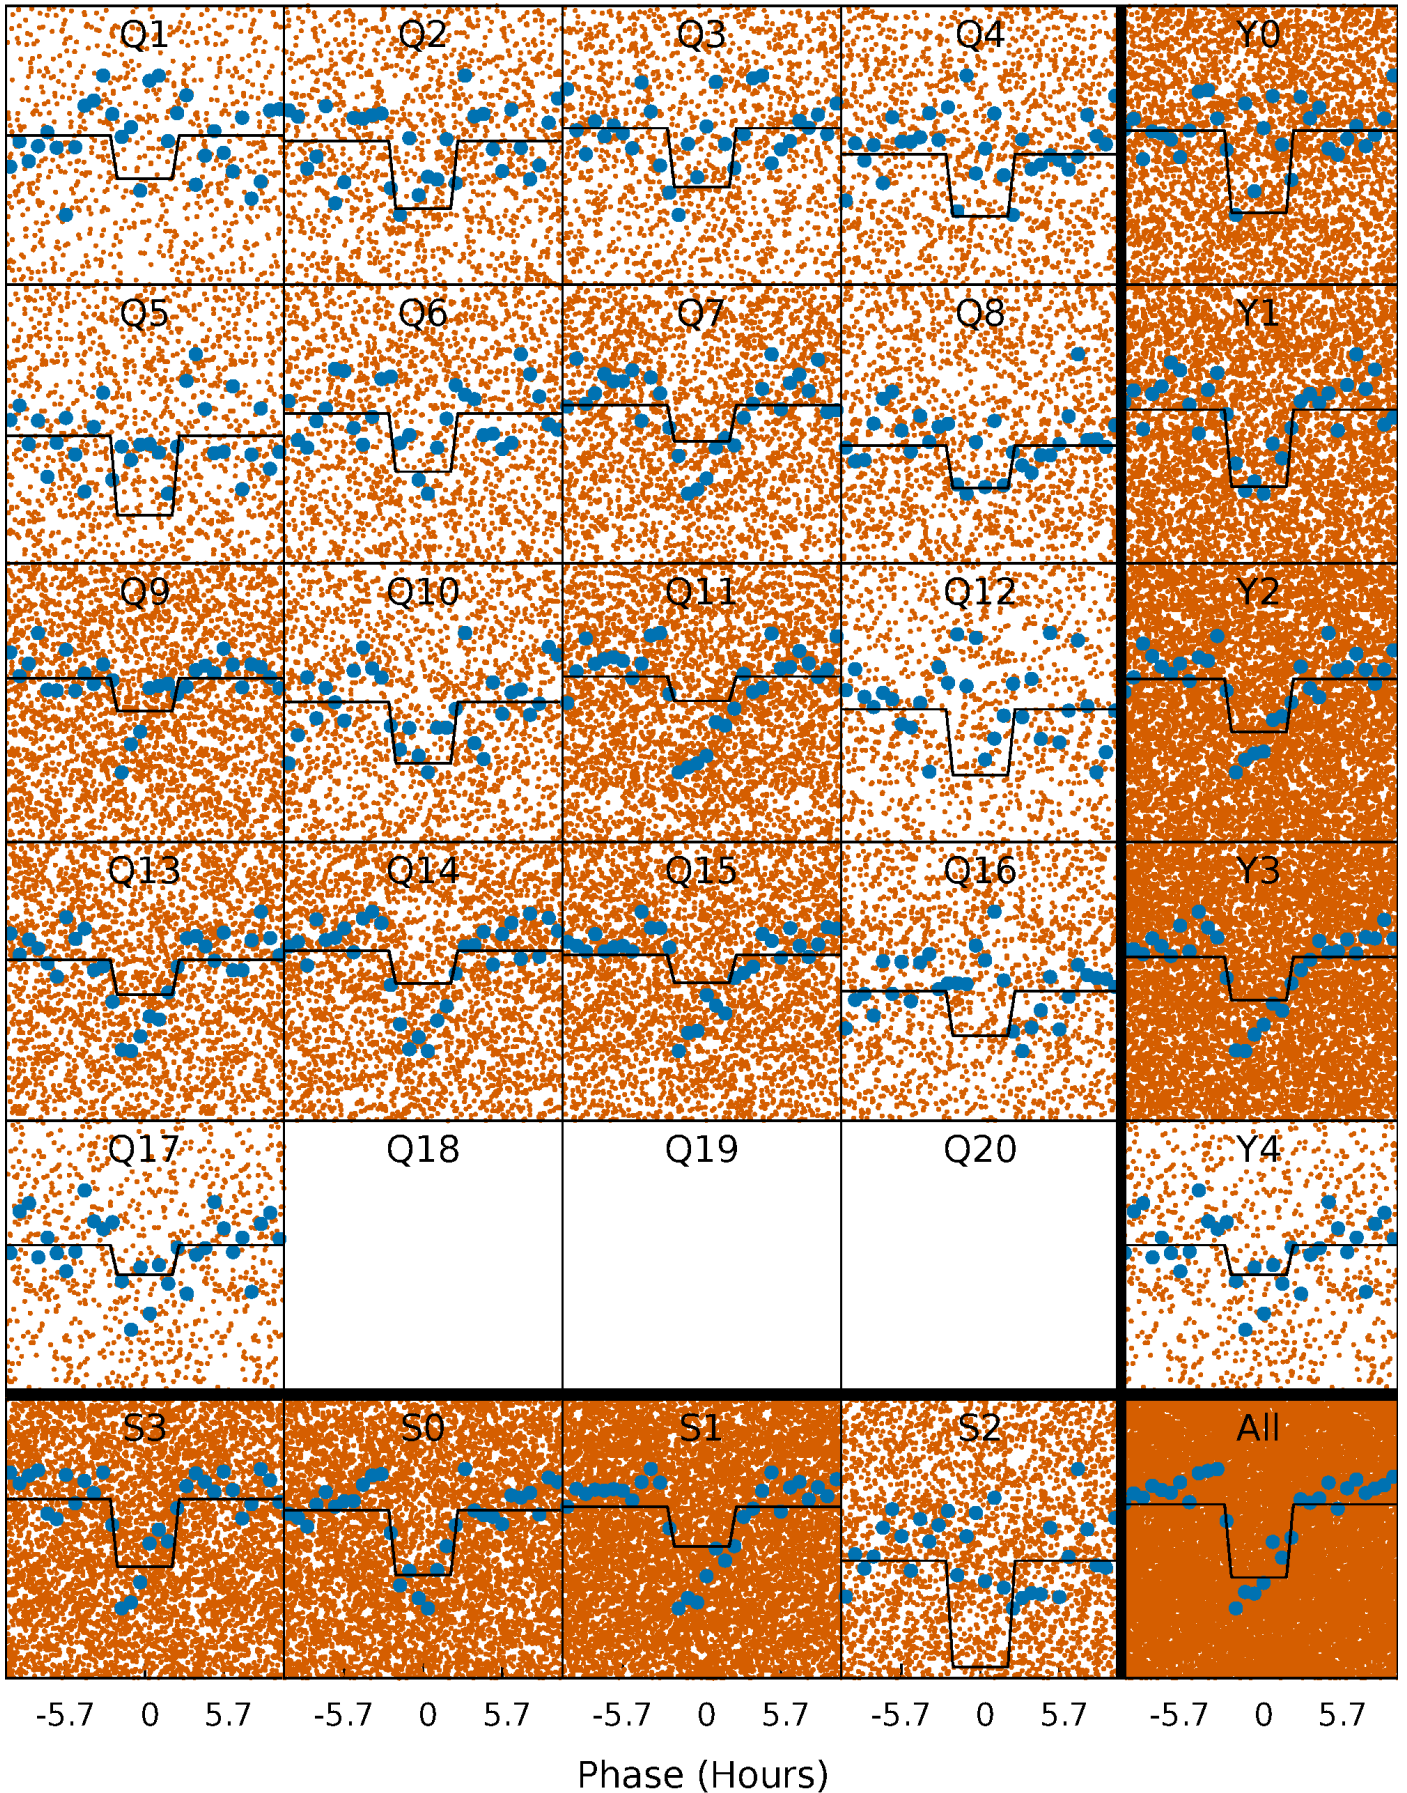 Q1 Q2 Q3 Q4 Y0
Q5 Q6 Q7 Q8 Y1
Q9 Q10 Q11 Q12 Y2
Q13 Q14 Q15 Q16 Y3
Q17 Q18 Q19 Q20 Y4
S3 S0 S1 S2 All
-5.7 0 5.7 -5.7 0 5.7 -5.7 0 5.7 -5.7 0 5.7 -5.7 0 5.7
Phase (Hours)